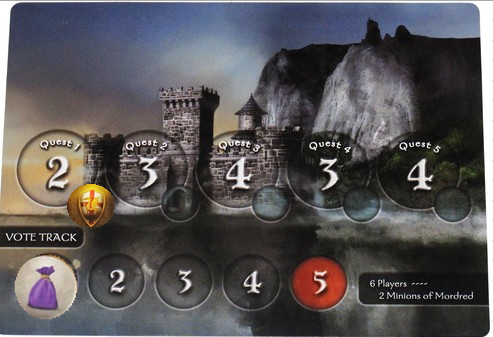 Quest 1 Quest 2 Quest 3 Quest 4 Quest 5
2 3 4 3 4
VOTE TRACK
2 3 4 5
6 Players ----
2 Minions of Mordred